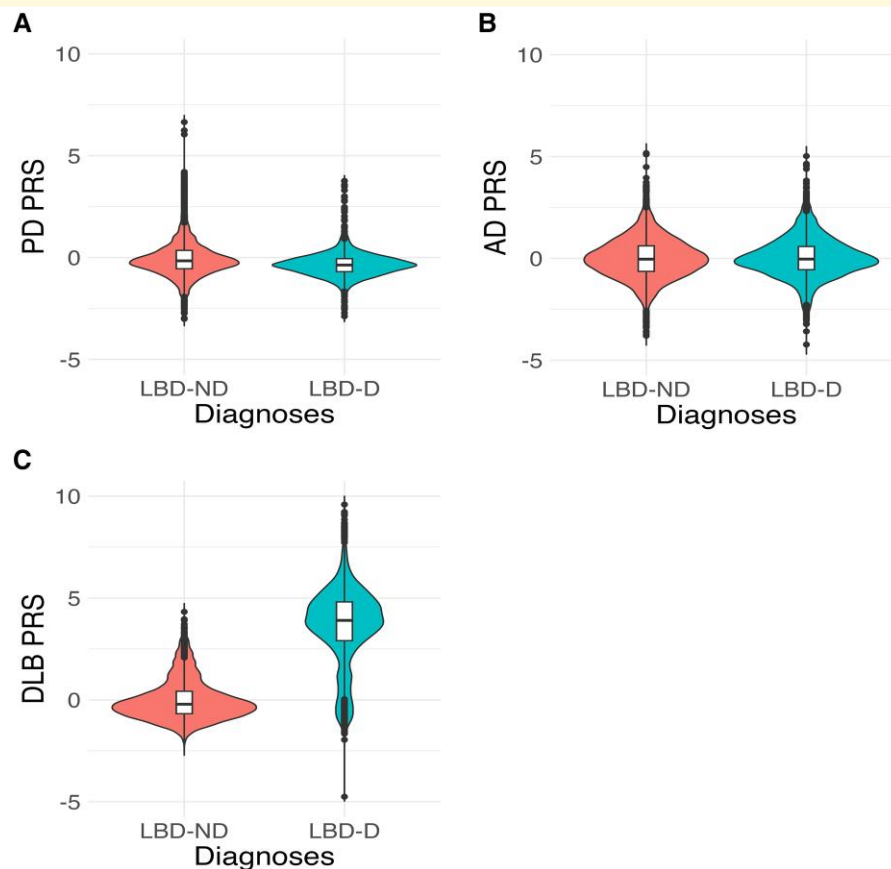 A
10
5
0
-5
PD PRS
LBD-ND LBD-D
Diagnoses
B
10
5
0
-5
AD PRS
LBD-ND LBD-D
Diagnoses
C
10
5
0
-5
DLB PRS
LBD-ND LBD-D
Diagnoses